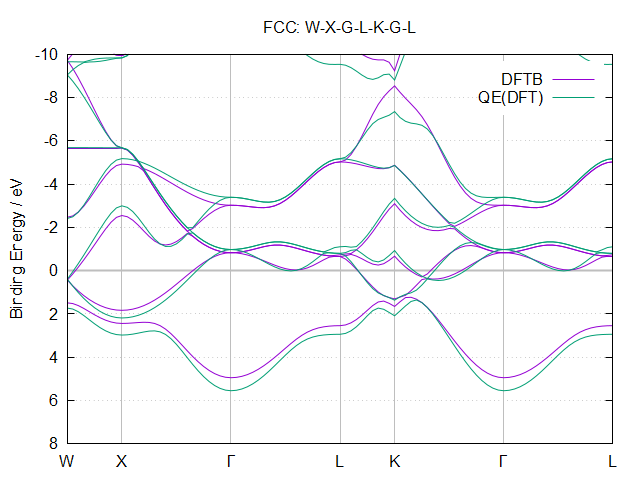 FCC: W-X-G-L-K-G-L
DFTB
QE(DFT)
Binding Energy / eV
-10
-8
-6
-4
-2
0
2
4
6
8
W X Γ L K Γ L